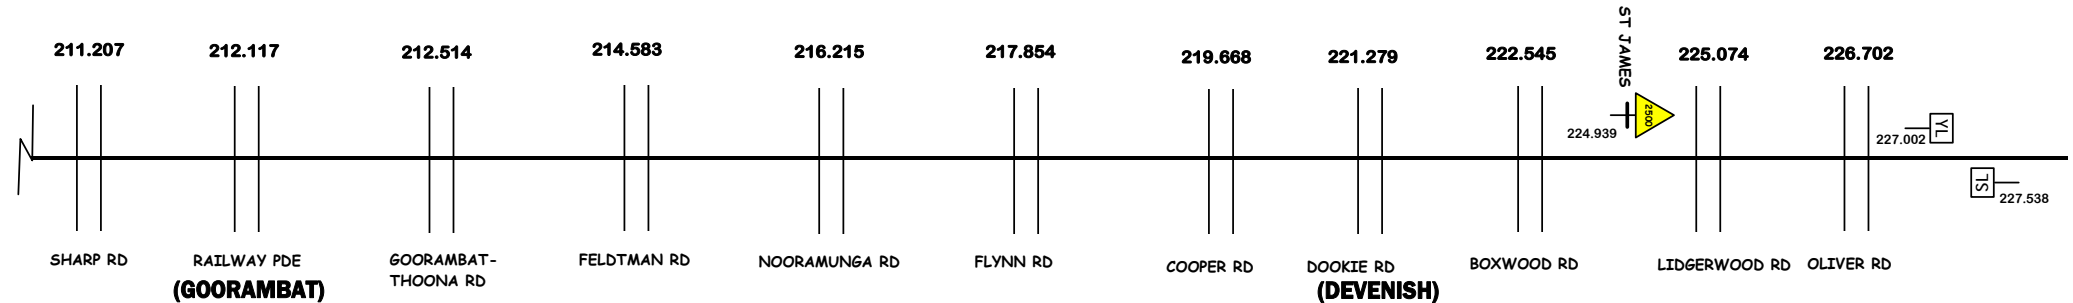 211.207
212.117
212.514
214.583
216.215
217.854
219.668
221.279
222.545
ST JAMES
225.074
226.702
2500
224.939
YL
227.002
SL
227.538
SHARP RD
RAILWAY PDE
(GOORAMBAT)
GOORAMBAT-
THOONA RD
FELDTMAN RD
NOORAMUNGA RD
FLYNN RD
COOPER RD
DOOKIE RD
(DEVENISH)
BOXWOOD RD
LIDGERWOOD RD
OLIVER RD